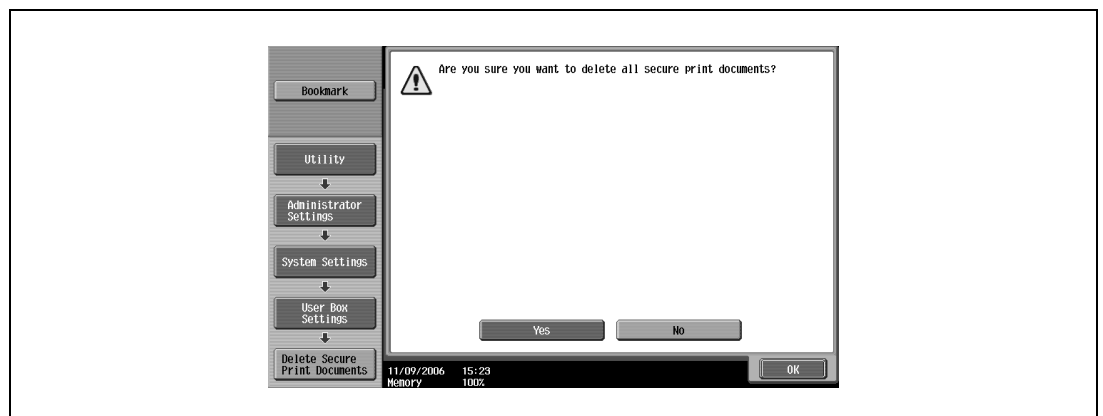 Bookmark
Utility
Administrator
Settings
System Settings
User Box
Settings
Delete Secure
Print Documents
Are you sure you want to delete all secure print documents?
Yes No
11/09/2006 15:23
Memory 100%
OK